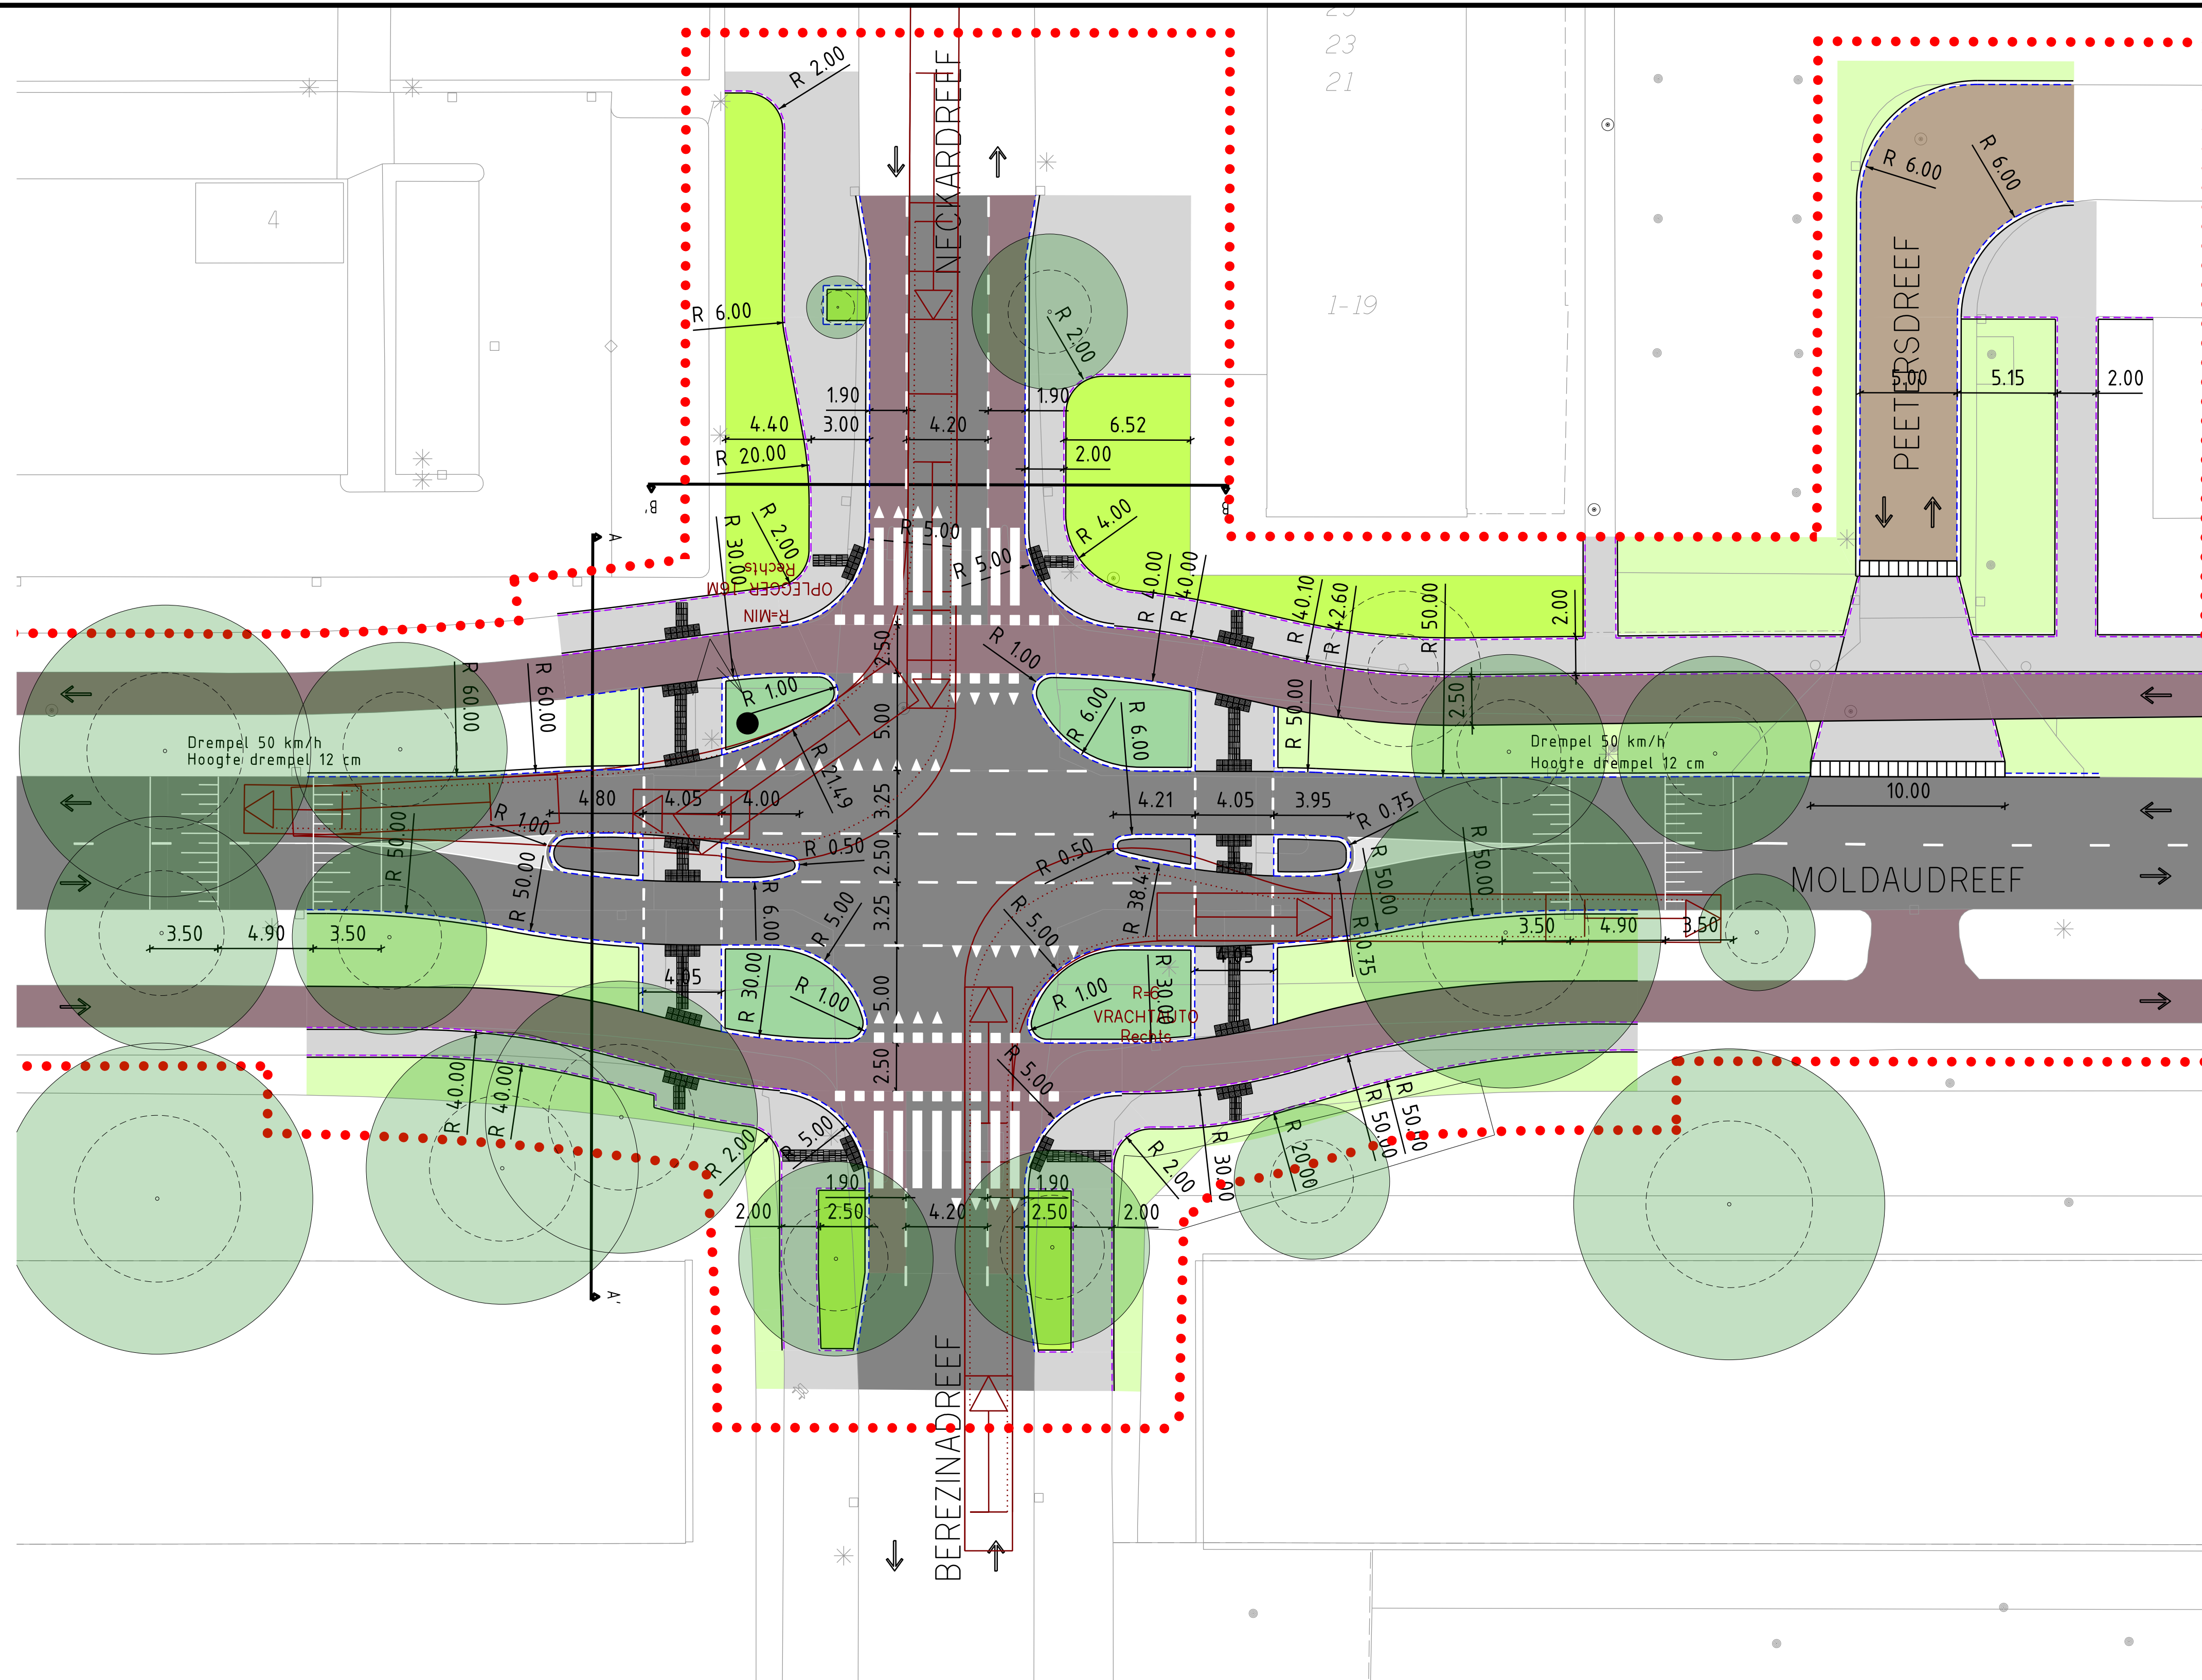 23
21
R 2.00
NECKARDREEF
4
1-19
R 6.00
R 6.00
R 6.00
PEETERSDREEF
R 2.00
5.00
5.15
2.00
1.90
1.90
4.40
3.00
4.20
6.52
R 20.00
2.00
B'
B
A
R 30.00
R 2.00
R 5.00
R 5.00
R 4.00
R 40.00
R 40.00
R 40.10
R 42.60
R 50.00
2.00
Rechts
OPLEGGER 16M
R=MIN
2.50
R 1.00
R 60.00
R 60.00
R 1.00
R 6.00
R 6.00
R 50.00
2.50
5.00
Drempel 50 km/h
Hoogte drempel 12 cm
Drempel 50 km/h
Hoogte drempel 12 cm
R 21.49
4.80
4.05
4.00
3.25
4.21
4.05
3.95
10.00
R 1.00
R 50.00
R 0.75
R 0.50
2.50
R 0.50
R 50.00
R 50.00
MOLDAUDREEF
R 50.00
R 6.00
R 5.00
3.25
R 5.00
R 38.41
R 0.75
3.50
4.90
3.50
3.50
4.90
3.50
4.05
4.05
R 30.00
R 1.00
5.00
R 1.00
R 30.00
R=6
VRACHTAUTO
Rechts
2.50
R 5.00
R 40.00
R 40.00
R 2.00
R 5.00
R 2.00
R 30.00
R 20.00
R 50.00
R 50.00
1.90
1.90
2.00
2.50
4.20
2.50
2.00
A'
BEREZINADREEF